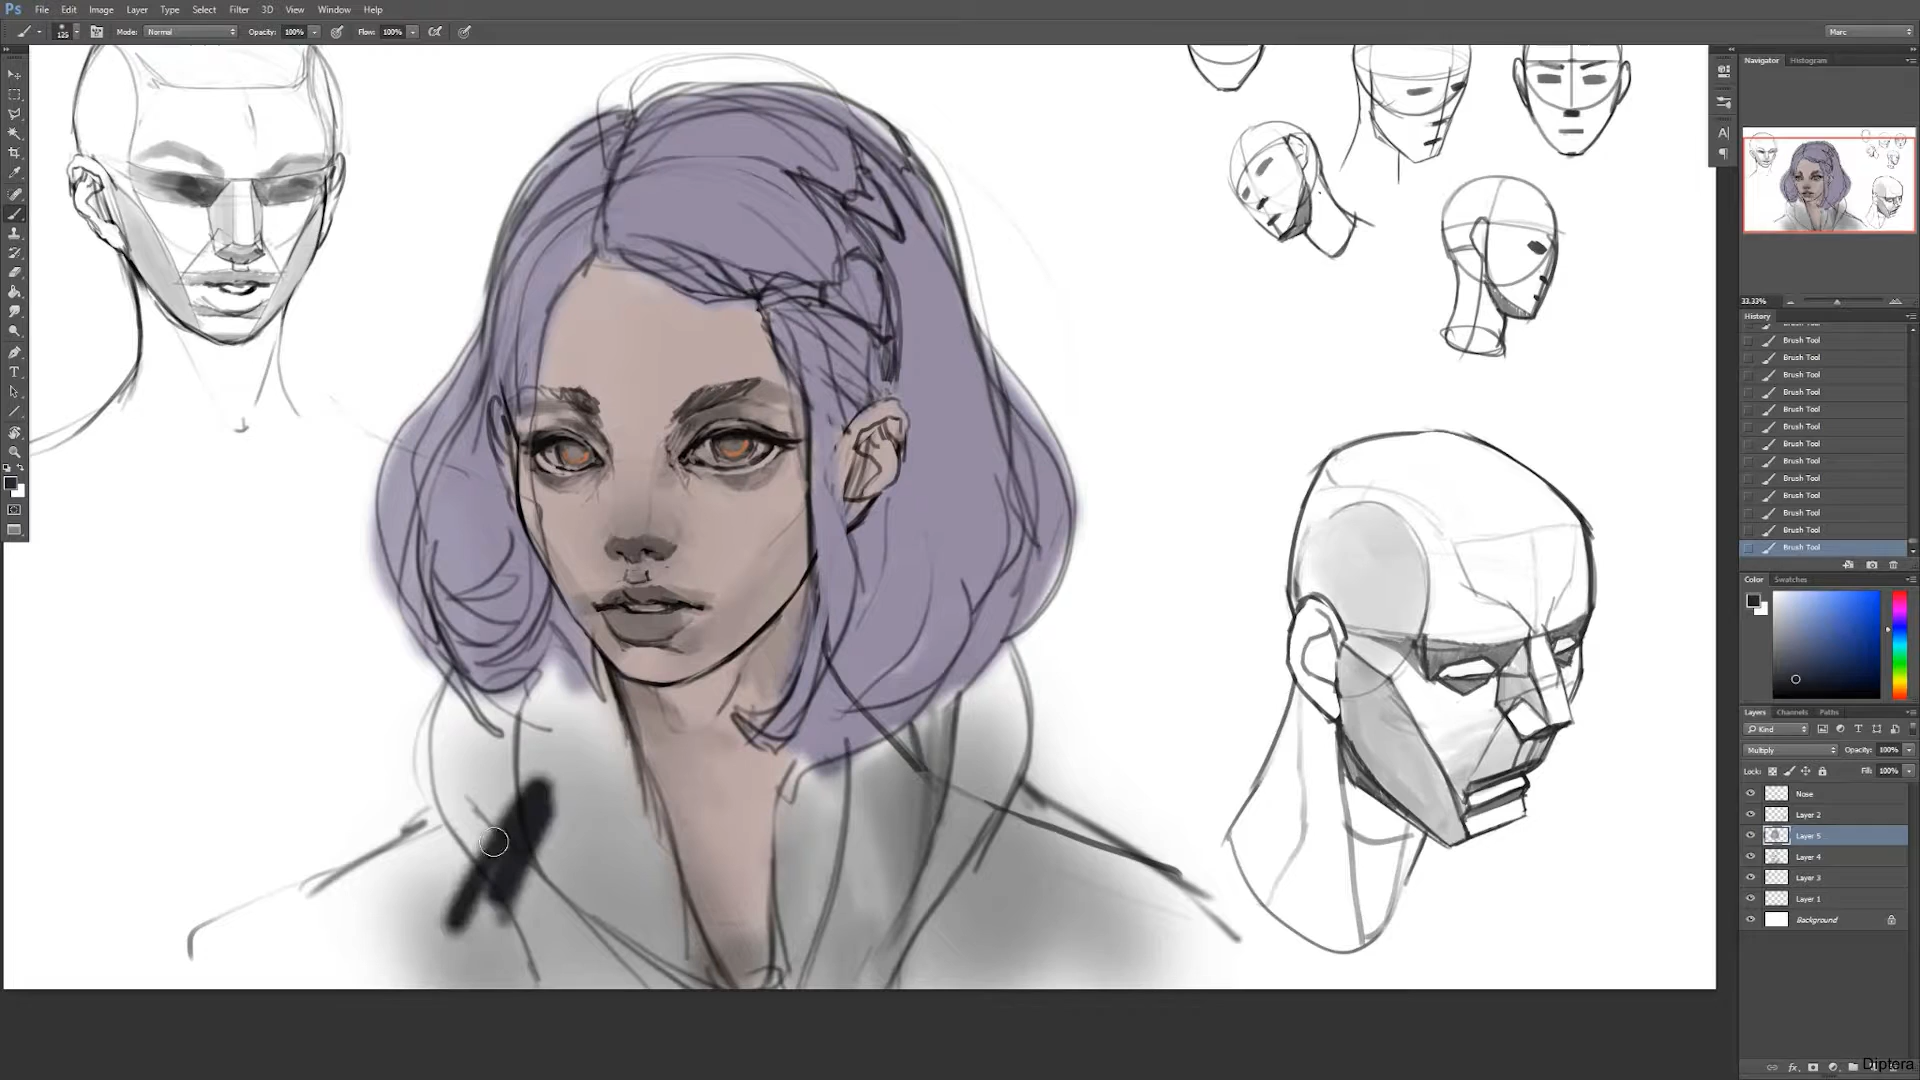 Ps File Edit Image Layer Type Select Filter 3D View Window Help
125 Mode: Normal Opacity: 100% Flow: 100% Marc
Navigator Histogram
33.33%
History
Brush Tool
Brush Tool
Brush Tool
Brush Tool
Brush Tool
Brush Tool
Brush Tool
Brush Tool
Brush Tool
Brush Tool
Brush Tool
Brush Tool
Brush Tool
Color Swatches
Layers Channels Paths
Kind
Multiply Opacity: 100%
Lock: Fill: 100%
Nose
Layer 2
Layer 5
Layer 4
Layer 3
Layer 1
Background
fx
Diptera